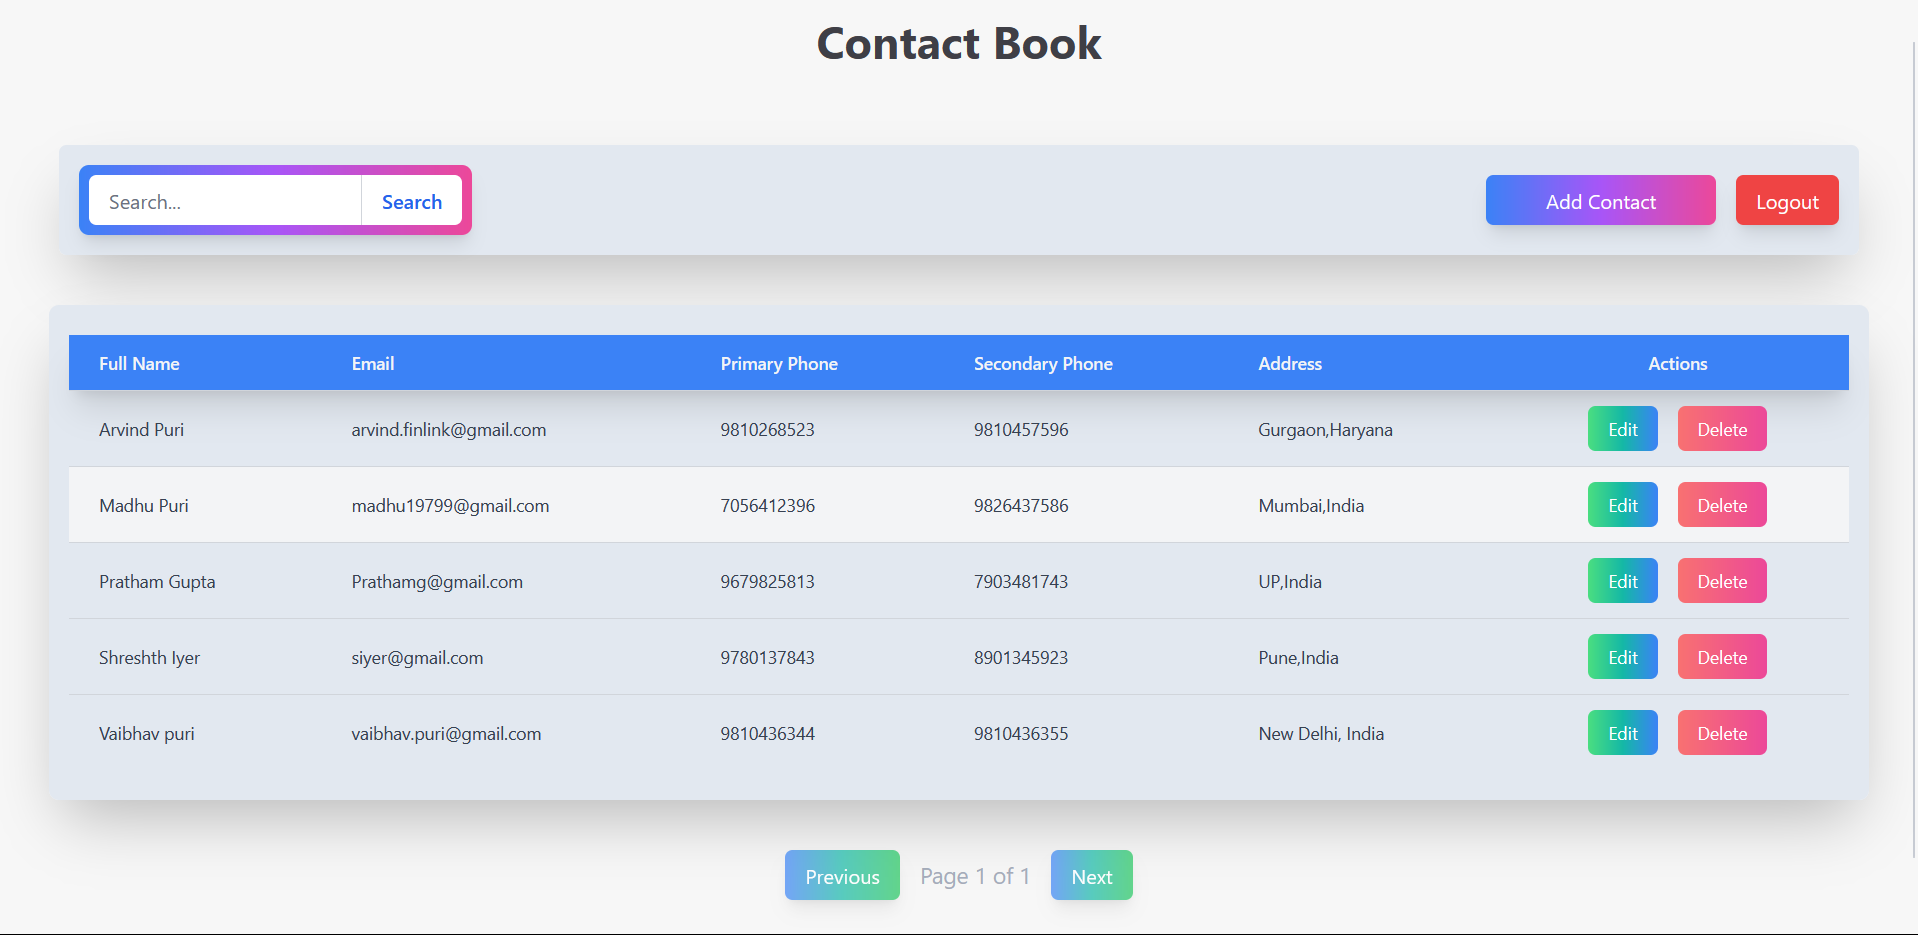 Contact Book
Search... Search Add Contact Logout
Full Name Email Primary Phone Secondary Phone Address Actions
Arvind Puri arvind.finlink@gmail.com 9810268523 9810457596 Gurgaon,Haryana Edit Delete
Madhu Puri madhu19799@gmail.com 7056412396 9826437586 Mumbai,India Edit Delete
Pratham Gupta Prathamg@gmail.com 9679825813 7903481743 UP,India Edit Delete
Shreshth Iyer siyer@gmail.com 9780137843 8901345923 Pune,India Edit Delete
Vaibhav puri vaibhav.puri@gmail.com 9810436344 9810436355 New Delhi, India Edit Delete
Previous Page 1 of 1 Next